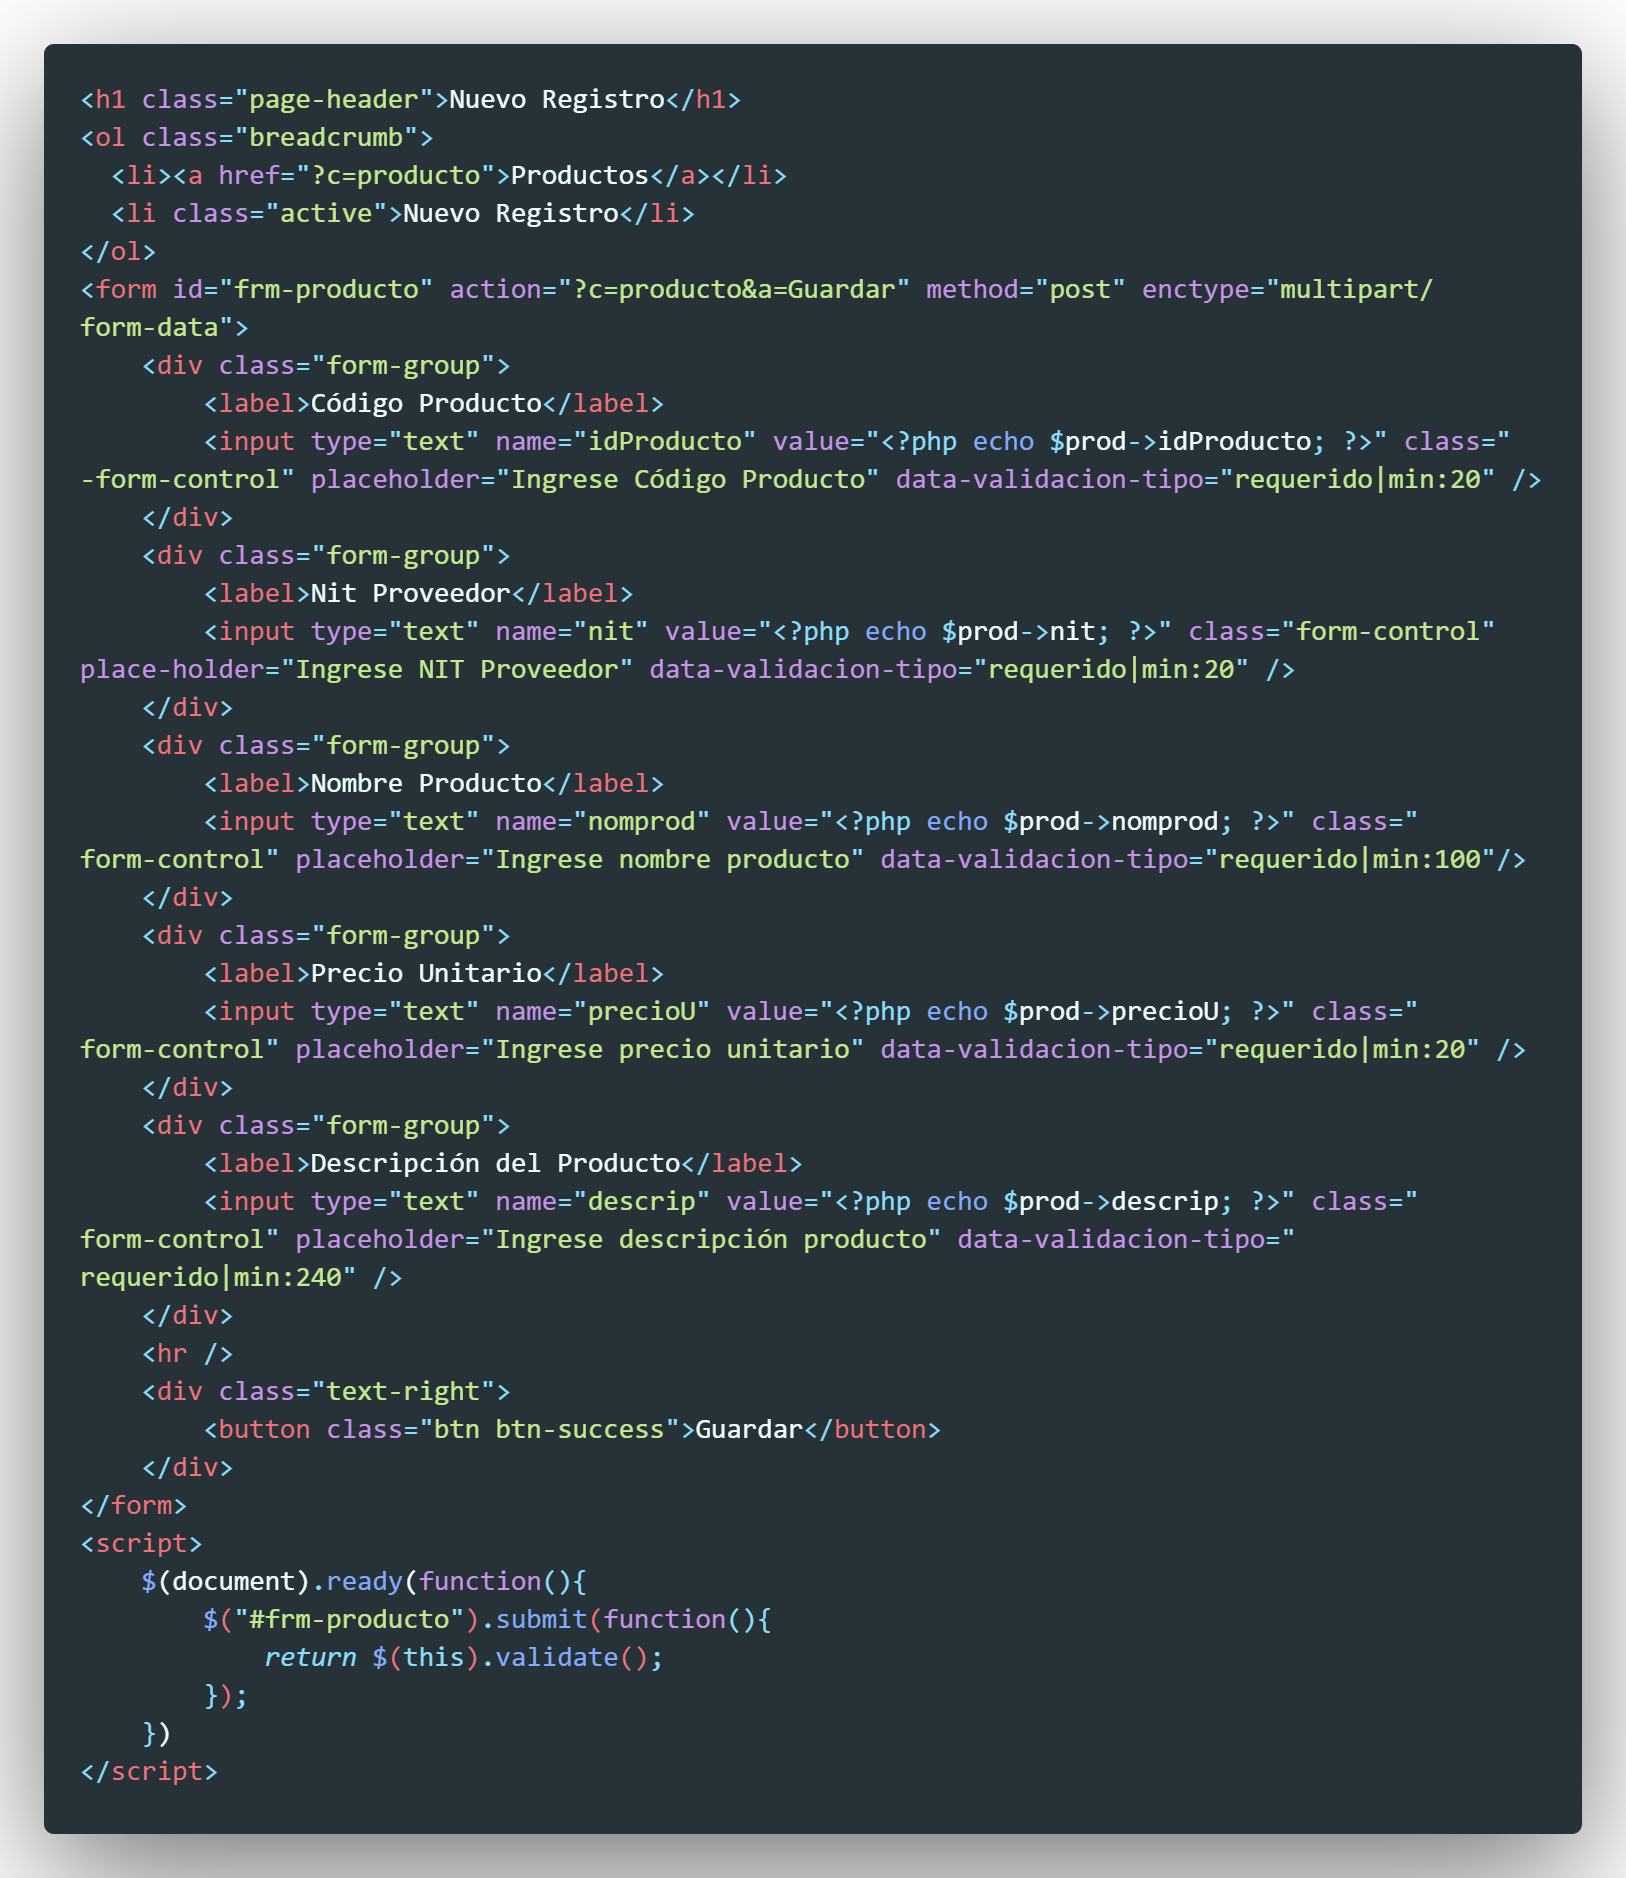 <h1 class="page-header">Nuevo Registro</h1>
<ol class="breadcrumb">
  <li><a href="?c=producto">Productos</a></li>
  <li class="active">Nuevo Registro</li>
</ol>
<form id="frm-producto" action="?c=producto&a=Guardar" method="post" enctype="multipart/
form-data">
    <div class="form-group">
        <label>Código Producto</label>
        <input type="text" name="idProducto" value="<?php echo $prod->idProducto; ?>" class="
-form-control" placeholder="Ingrese Código Producto" data-validacion-tipo="requerido|min:20" />
    </div>
    <div class="form-group">
        <label>Nit Proveedor</label>
        <input type="text" name="nit" value="<?php echo $prod->nit; ?>" class="form-control"
place-holder="Ingrese NIT Proveedor" data-validacion-tipo="requerido|min:20" />
    </div>
    <div class="form-group">
        <label>Nombre Producto</label>
        <input type="text" name="nomprod" value="<?php echo $prod->nomprod; ?>" class="
form-control" placeholder="Ingrese nombre producto" data-validacion-tipo="requerido|min:100"/>
    </div>
    <div class="form-group">
        <label>Precio Unitario</label>
        <input type="text" name="precioU" value="<?php echo $prod->precioU; ?>" class="
form-control" placeholder="Ingrese precio unitario" data-validacion-tipo="requerido|min:20" />
    </div>
    <div class="form-group">
        <label>Descripción del Producto</label>
        <input type="text" name="descrip" value="<?php echo $prod->descrip; ?>" class="
form-control" placeholder="Ingrese descripción producto" data-validacion-tipo="
requerido|min:240" />
    </div>
    <hr />
    <div class="text-right">
        <button class="btn btn-success">Guardar</button>
    </div>
</form>
<script>
    $(document).ready(function(){
        $("#frm-producto").submit(function(){
            return $(this).validate();
        });
    })
</script>